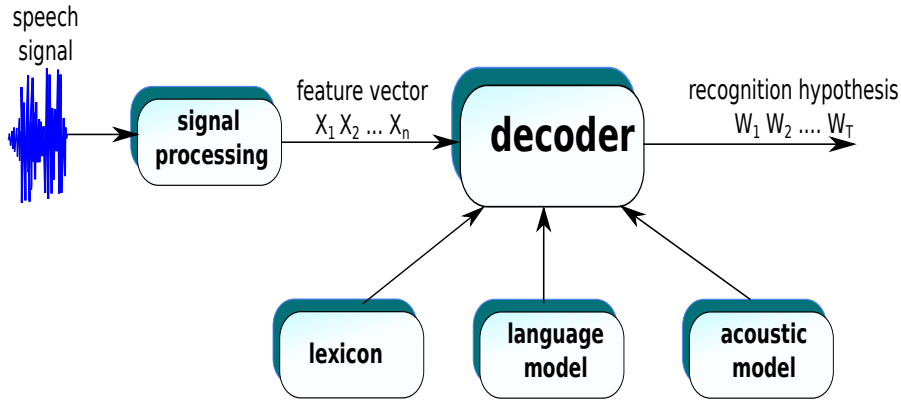 speech
signal
signal
processing
feature vector
X₁ X₂ ... Xₙ
decoder
recognition hypothesis
W₁ W₂ .... W_T
lexicon
language
model
acoustic
model